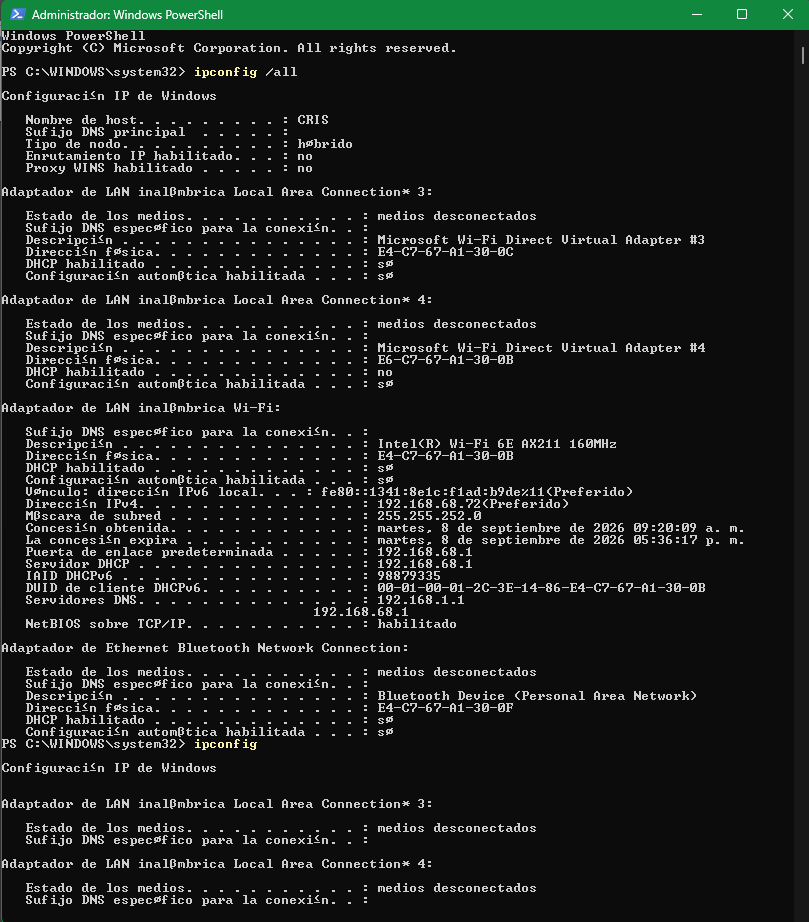 Administrador: Windows PowerShell
Windows PowerShell
Copyright (C) Microsoft Corporation. All rights reserved.
PS C:\WINDOWS\system32> ipconfig /all
Configuraci≤n IP de Windows
   Nombre de host. . . . . . . . . : CRIS
   Sufijo DNS principal  . . . . . :
   Tipo de nodo. . . . . . . . . . : hφbrido
   Enrutamiento IP habilitado. . . : no
   Proxy WINS habilitado . . . . . : no
Adaptador de LAN inalßmbrica Local Area Connection* 3:
   Estado de los medios. . . . . . . . . . . : medios desconectados
   Sufijo DNS especφfico para la conexi≤n. . :
   Descripci≤n . . . . . . . . . . . . . . . : Microsoft Wi-Fi Direct Virtual Adapter #3
   Direcci≤n fφsica. . . . . . . . . . . . . : E4-C7-67-A1-30-0C
   DHCP habilitado . . . . . . . . . . . . . : sφ
   Configuraci≤n automßtica habilitada . . . : sφ
Adaptador de LAN inalßmbrica Local Area Connection* 4:
   Estado de los medios. . . . . . . . . . . : medios desconectados
   Sufijo DNS especφfico para la conexi≤n. . :
   Descripci≤n . . . . . . . . . . . . . . . : Microsoft Wi-Fi Direct Virtual Adapter #4
   Direcci≤n fφsica. . . . . . . . . . . . . : E6-C7-67-A1-30-0B
   DHCP habilitado . . . . . . . . . . . . . : no
   Configuraci≤n automßtica habilitada . . . : sφ
Adaptador de LAN inalßmbrica Wi-Fi:
   Sufijo DNS especφfico para la conexi≤n. . :
   Descripci≤n . . . . . . . . . . . . . . . : Intel(R) Wi-Fi 6E AX211 160MHz
   Direcci≤n fφsica. . . . . . . . . . . . . : E4-C7-67-A1-30-0B
   DHCP habilitado . . . . . . . . . . . . . : sφ
   Configuraci≤n automßtica habilitada . . . : sφ
   Vφnculo: direcci≤n IPv6 local. . . : fe80::1341:8e1c:f1ad:b9de%11(Preferido)
   Direcci≤n IPv4. . . . . . . . . . . . . . : 192.168.68.72(Preferido)
   Mßscara de subred . . . . . . . . . . . . : 255.255.252.0
   Concesi≤n obtenida. . . . . . . . . . . . : martes, 8 de septiembre de 2026 09:20:09 a. m.
   La concesi≤n expira . . . . . . . . . . . : martes, 8 de septiembre de 2026 05:36:17 p. m.
   Puerta de enlace predeterminada . . . . . : 192.168.68.1
   Servidor DHCP . . . . . . . . . . . . . . : 192.168.68.1
   IAID DHCPv6 . . . . . . . . . . . . . . . : 98879335
   DUID de cliente DHCPv6. . . . . . . . . . : 00-01-00-01-2C-3E-14-86-E4-C7-67-A1-30-0B
   Servidores DNS. . . . . . . . . . . . . . : 192.168.1.1
                                       192.168.68.1
   NetBIOS sobre TCP/IP. . . . . . . . . . . : habilitado
Adaptador de Ethernet Bluetooth Network Connection:
   Estado de los medios. . . . . . . . . . . : medios desconectados
   Sufijo DNS especφfico para la conexi≤n. . :
   Descripci≤n . . . . . . . . . . . . . . . : Bluetooth Device (Personal Area Network)
   Direcci≤n fφsica. . . . . . . . . . . . . : E4-C7-67-A1-30-0F
   DHCP habilitado . . . . . . . . . . . . . : sφ
   Configuraci≤n automßtica habilitada . . . : sφ
PS C:\WINDOWS\system32> ipconfig
Configuraci≤n IP de Windows
Adaptador de LAN inalßmbrica Local Area Connection* 3:
   Estado de los medios. . . . . . . . . . . : medios desconectados
   Sufijo DNS especφfico para la conexi≤n. . :
Adaptador de LAN inalßmbrica Local Area Connection* 4:
   Estado de los medios. . . . . . . . . . . : medios desconectados
   Sufijo DNS especφfico para la conexi≤n. . :